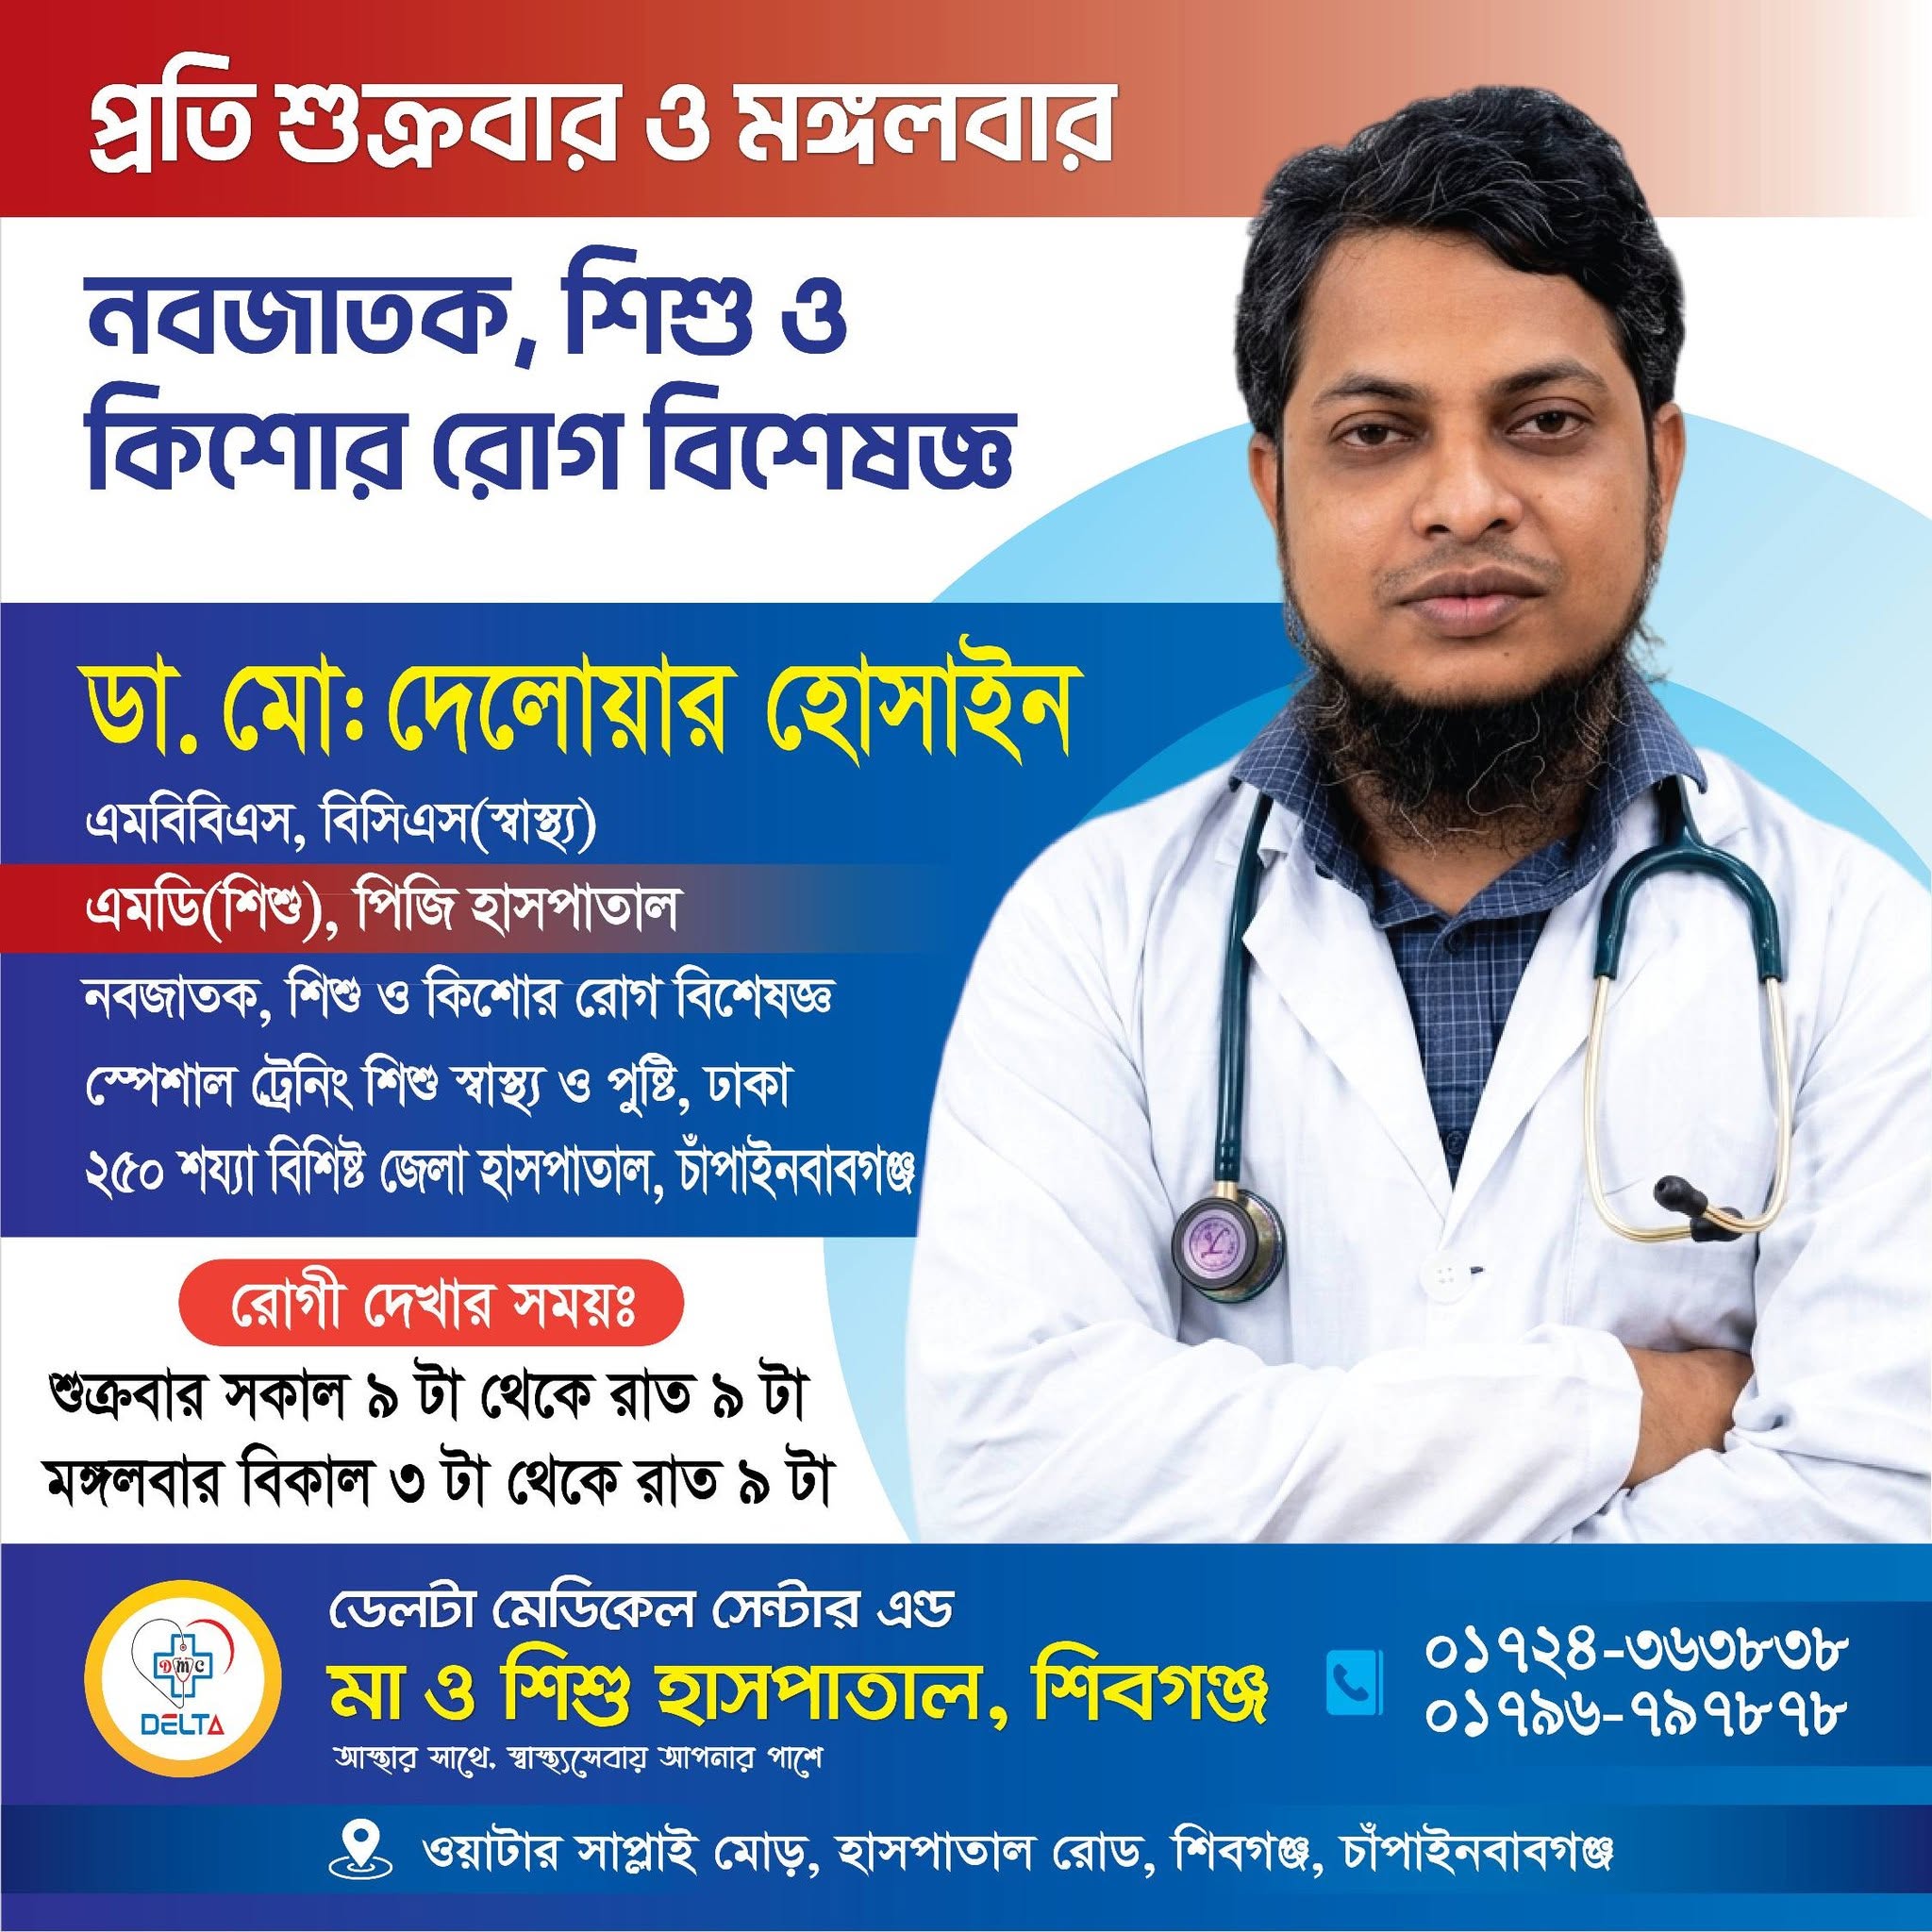 প্রতি শুক্রবার ও মঙ্গলবার
নবজাতক, শিশু ও
কিশোর রোগ বিশেষজ্ঞ
ডা. মো: দেলোয়ার হোসাইন
এমবিবিএস, বিসিএস(স্বাস্থ্য)
এমডি(শিশু), পিজি হাসপাতাল
নবজাতক, শিশু ও কিশোর রোগ বিশেষজ্ঞ
স্পেশাল ট্রেনিং শিশু স্বাস্থ্য ও পুষ্টি, ঢাকা
২৫০ শয্যা বিশিষ্ট জেলা হাসপাতাল, চাঁপাইনবাবগঞ্জ
রোগী দেখার সময়ঃ
শুক্রবার সকাল ৯ টা থেকে রাত ৯ টা
মঙ্গলবার বিকাল ৩ টা থেকে রাত ৯ টা
DMC
DELTA
ডেলটা মেডিকেল সেন্টার এণ্ড
মা ও শিশু হাসপাতাল, শিবগঞ্জ
আস্থার সাথে, স্বাস্থ্যসেবায় আপনার পাশে
০১৭২৪-৩৬৩৮৩৮
০১৭৯৬-৭৯৭৮৭৮
ওয়াটার সাপ্লাই মোড়, হাসপাতাল রোড, শিবগঞ্জ, চাঁপাইনবাবগঞ্জ